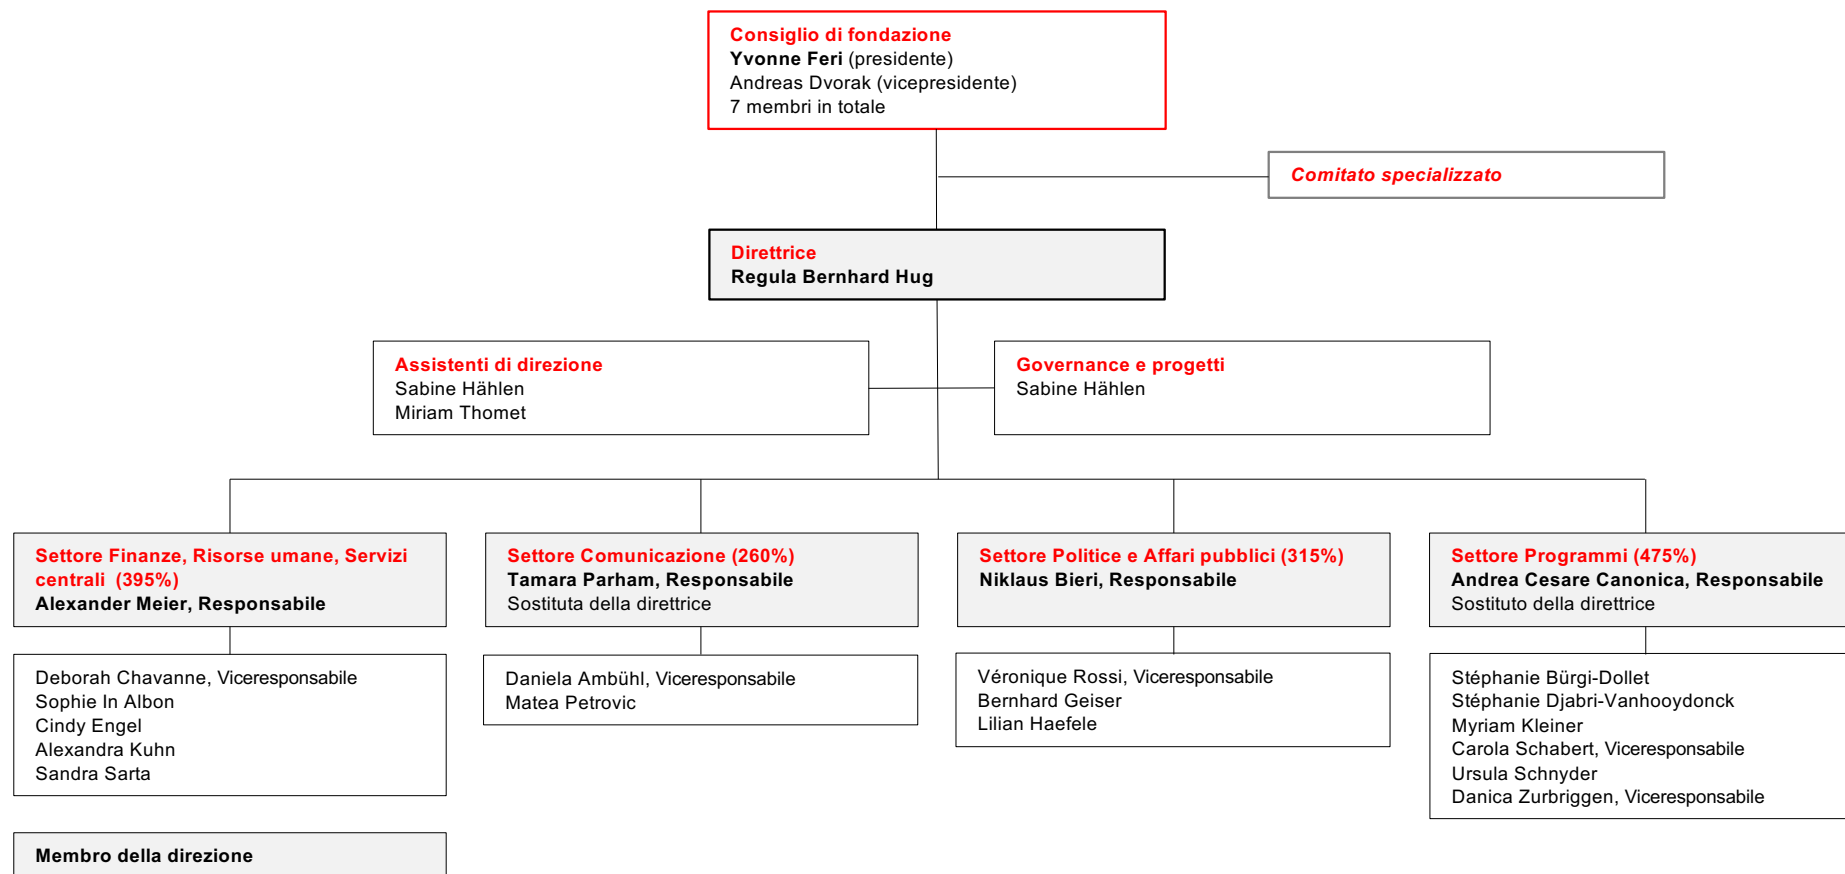 Consiglio di fondazione
Yvonne Feri (presidente)
Andreas Dvorak (vicepresidente)
7 membri in totale
Comitato specializzato
Direttrice
Regula Bernhard Hug
Assistenti di direzione
Sabine Hählen
Miriam Thomet
Governance e progetti
Sabine Hählen
Settore Finanze, Risorse umane, Servizi
centrali (395%)
Alexander Meier, Responsabile
Deborah Chavanne, Viceresponsabile
Sophie In Albon
Cindy Engel
Alexandra Kuhn
Sandra Sarta
Settore Comunicazione (260%)
Tamara Parham, Responsabile
Sostituta della direttrice
Daniela Ambühl, Viceresponsabile
Matea Petrovic
Settore Politice e Affari pubblici (315%)
Niklaus Bieri, Responsabile
Véronique Rossi, Viceresponsabile
Bernhard Geiser
Lilian Haefele
Settore Programmi (475%)
Andrea Cesare Canonica, Responsabile
Sostituto della direttrice
Stéphanie Bürgi-Dollet
Stéphanie Djabri-Vanhooydonck
Myriam Kleiner
Carola Schabert, Viceresponsabile
Ursula Schnyder
Danica Zurbriggen, Viceresponsabile
Membro della direzione